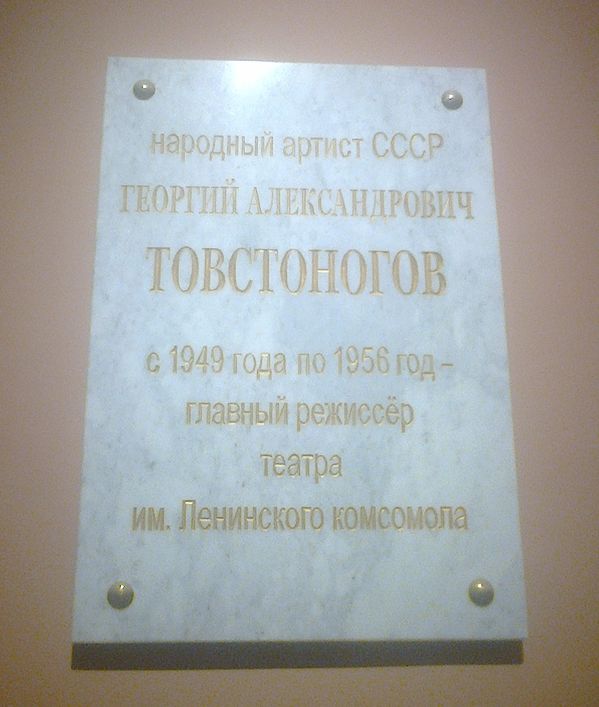 народный артист СССР
ГЕОРГИЙ АЛЕКСАНДРОВИЧ
ТОВСТОНОГОВ
с 1949 года по 1956 год –
главный режиссёр
театра
им. Ленинского комсомола